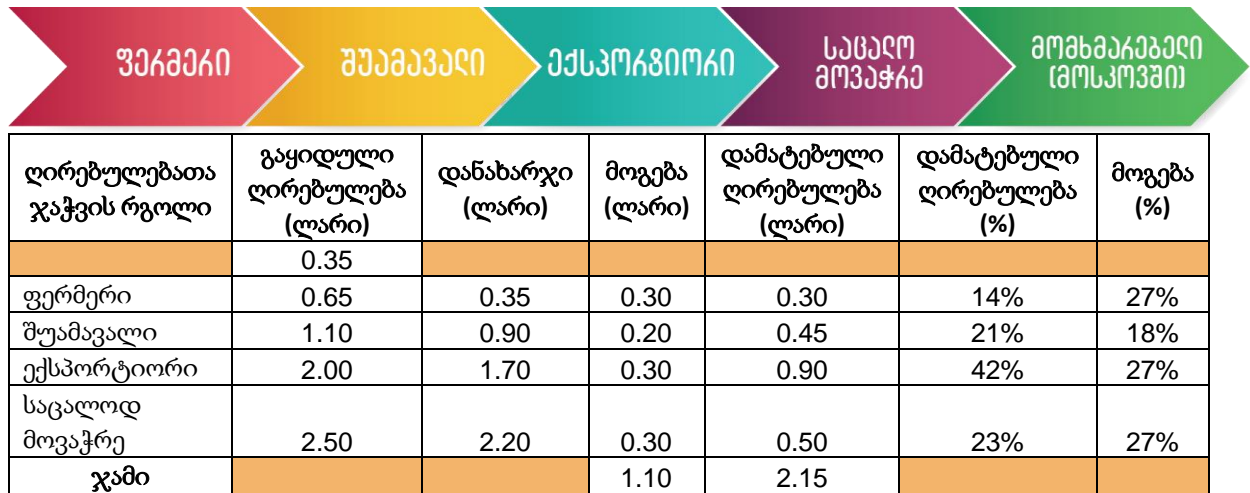 ფერმერი
შუამავალი
ექსპორტიორი
საცალო
მოვაჭრე
მომხმარებელი
(მოსკოვში)
ღირებულებათა
ჯაჭვის რგოლი
გაყიდული
ღირებულება
(ლარი)
დანახარჯი
(ლარი)
მოგება
(ლარი)
დამატებული
ღირებულება
(ლარი)
დამატებული
ღირებულება
(%)
მოგება
(%)
0.35
ფერმერი 0.65 0.35 0.30 0.30 14% 27%
შუამავალი 1.10 0.90 0.20 0.45 21% 18%
ექსპორტიორი 2.00 1.70 0.30 0.90 42% 27%
საცალოდ
მოვაჭრე 2.50 2.20 0.30 0.50 23% 27%
ჯამი 1.10 2.15